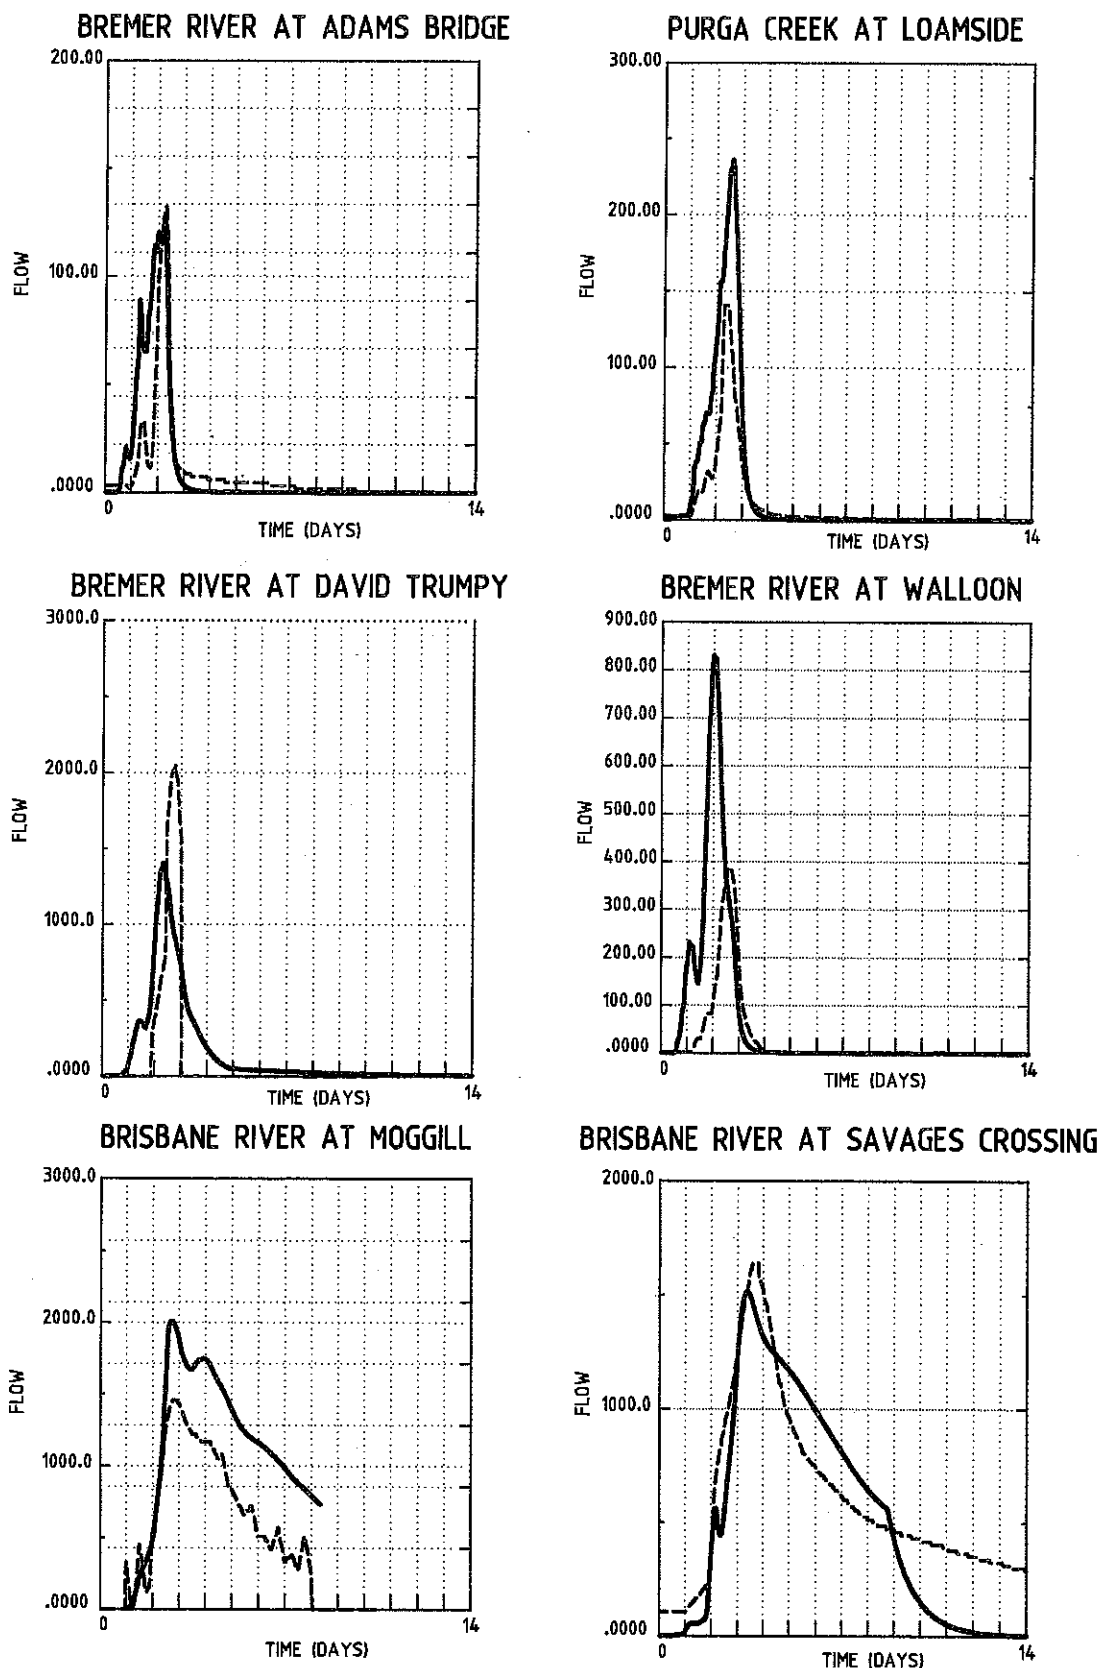 BREMER RIVER AT ADAMS BRIDGE
200.00
100.00
.0000
FLOW
0
14
TIME (DAYS)
PURGA CREEK AT LOAMSIDE
300.00
200.00
100.00
.0000
FLOW
0
14
TIME (DAYS)
BREMER RIVER AT DAVID TRUMPY
3000.0
2000.0
1000.0
.0000
FLOW
0
14
TIME (DAYS)
BREMER RIVER AT WALLOON
900.00
800.00
700.00
600.00
500.00
400.00
300.00
200.00
100.00
.0000
FLOW
0
14
TIME (DAYS)
BRISBANE RIVER AT MOGGILL
3000.0
2000.0
1000.0
.0000
FLOW
0
14
TIME (DAYS)
BRISBANE RIVER AT SAVAGES CROSSING
2000.0
1000.0
.0000
FLOW
0
14
TIME (DAYS)